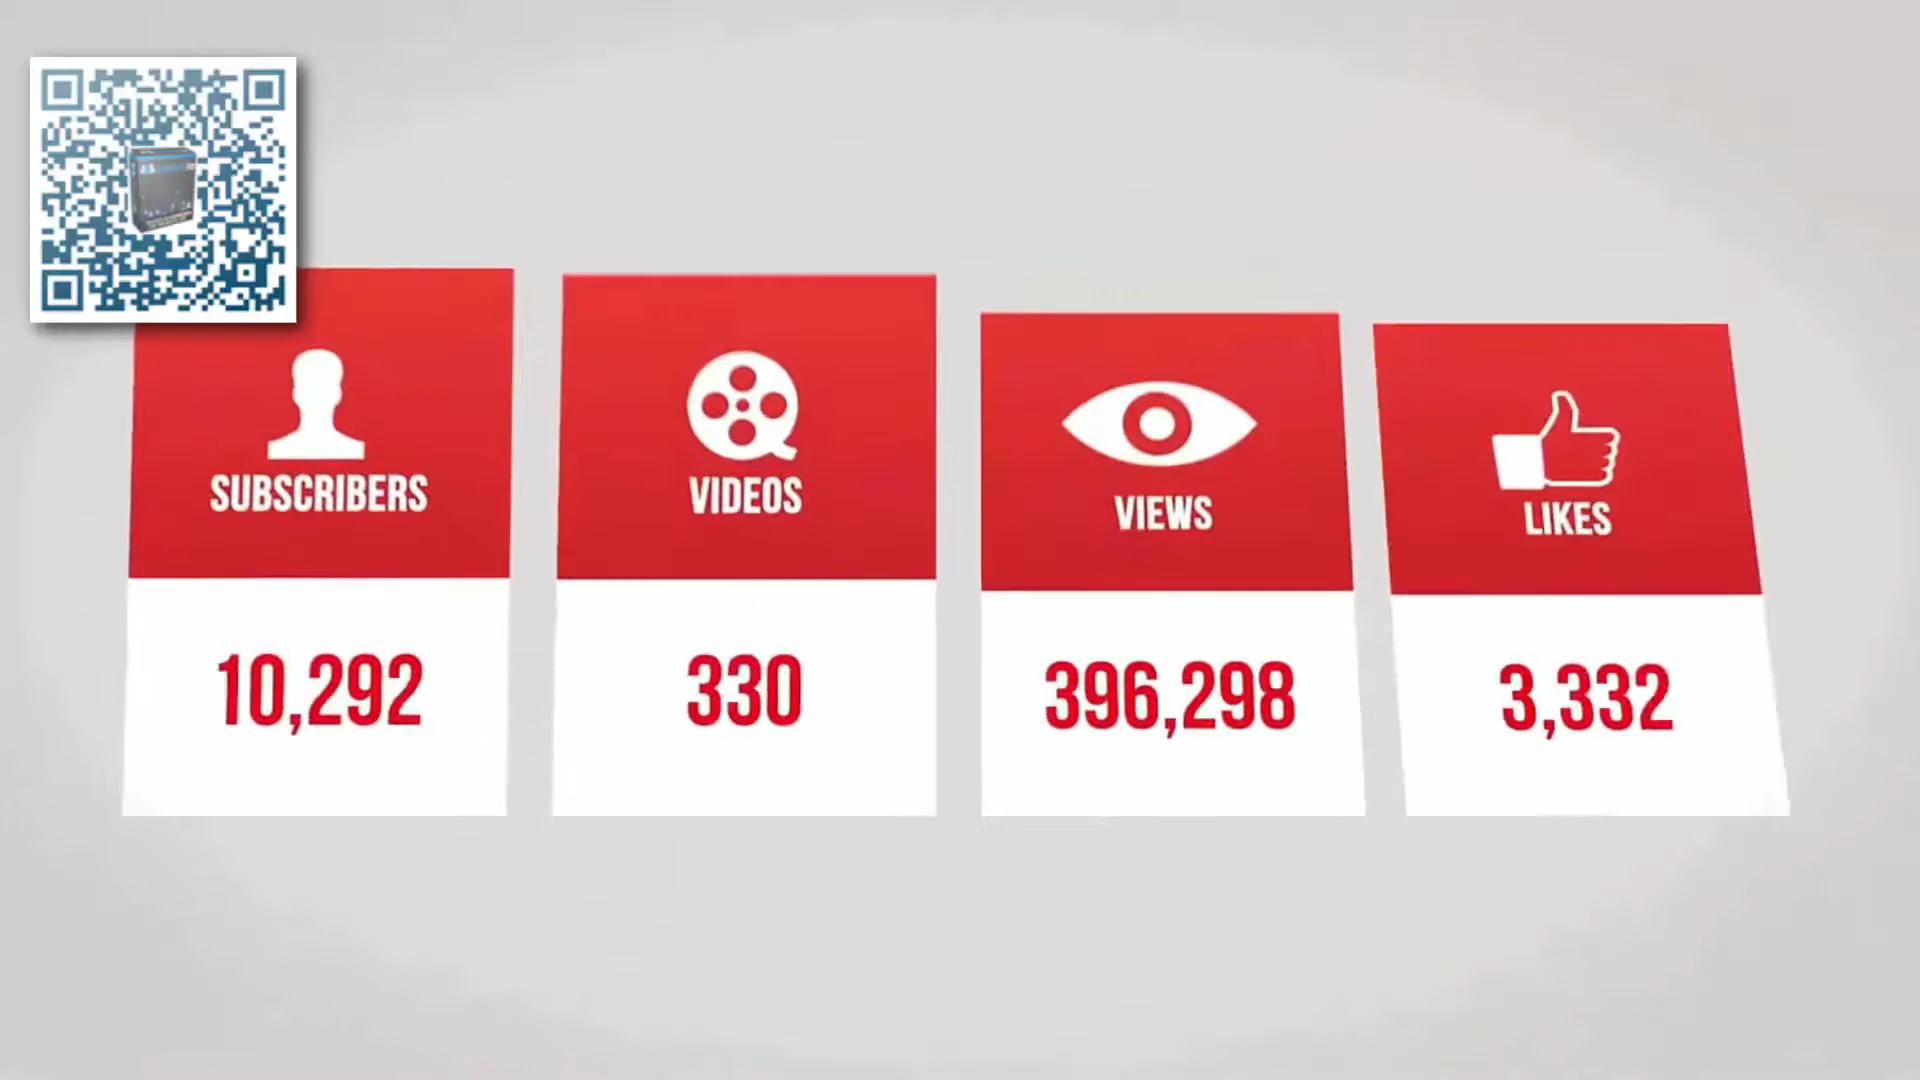 SUBSCRIBERS
10,292
VIDEOS
330
VIEWS
396,298
LIKES
3,332